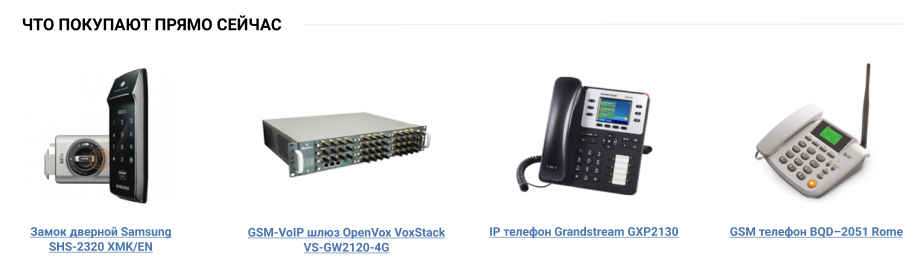 ЧТО ПОКУПАЮТ ПРЯМО СЕЙЧАС
SAMSUNG
Замок дверной Samsung
SHS-2320 XMK/EN
GSM-VoIP шлюз OpenVox VoxStack
VS-GW2120-4G
IP телефон Grandstream GXP2130
GSM телефон BQD–2051 Rome